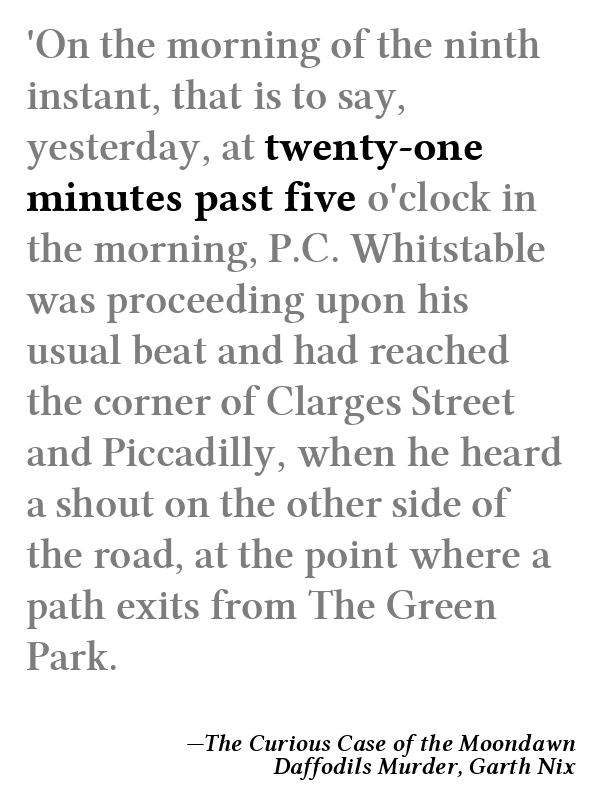 'On the morning of the ninth
instant, that is to say,
yesterday, at twenty-one
minutes past five o'clock in
the morning, P.C. Whitstable
was proceeding upon his
usual beat and had reached
the corner of Clarges Street
and Piccadilly, when he heard
a shout on the other side of
the road, at the point where a
path exits from The Green
Park.
—The Curious Case of the Moondawn
Daffodils Murder, Garth Nix